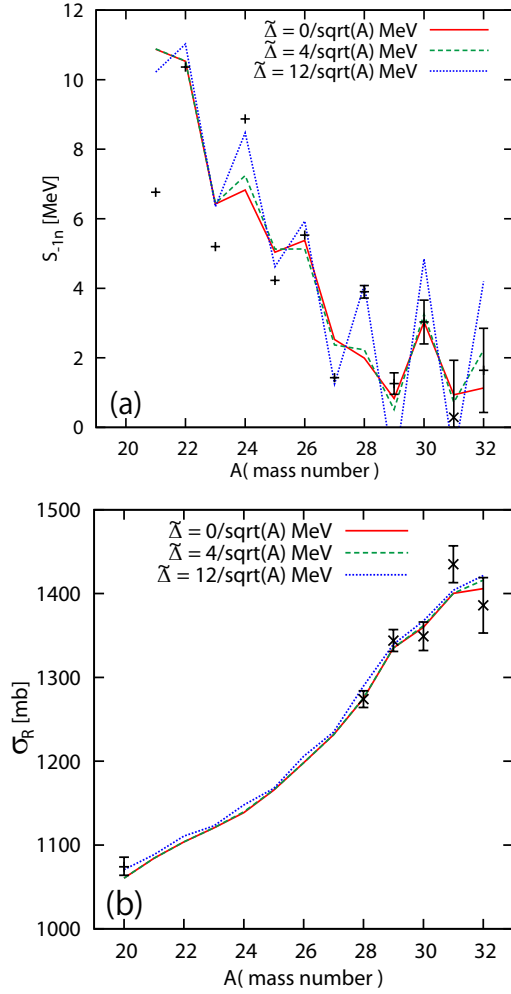 Δ̃ = 0/sqrt(A) MeV
Δ̃ = 4/sqrt(A) MeV
Δ̃ = 12/sqrt(A) MeV
12
10
8
6
4
2
0
S-1n [MeV]
(a)
20 22 24 26 28 30 32
A( mass number )
Δ̃ = 0/sqrt(A) MeV
Δ̃ = 4/sqrt(A) MeV
Δ̃ = 12/sqrt(A) MeV
1500
1400
1300
1200
1100
1000
σR [mb]
(b)
20 22 24 26 28 30 32
A( mass number )